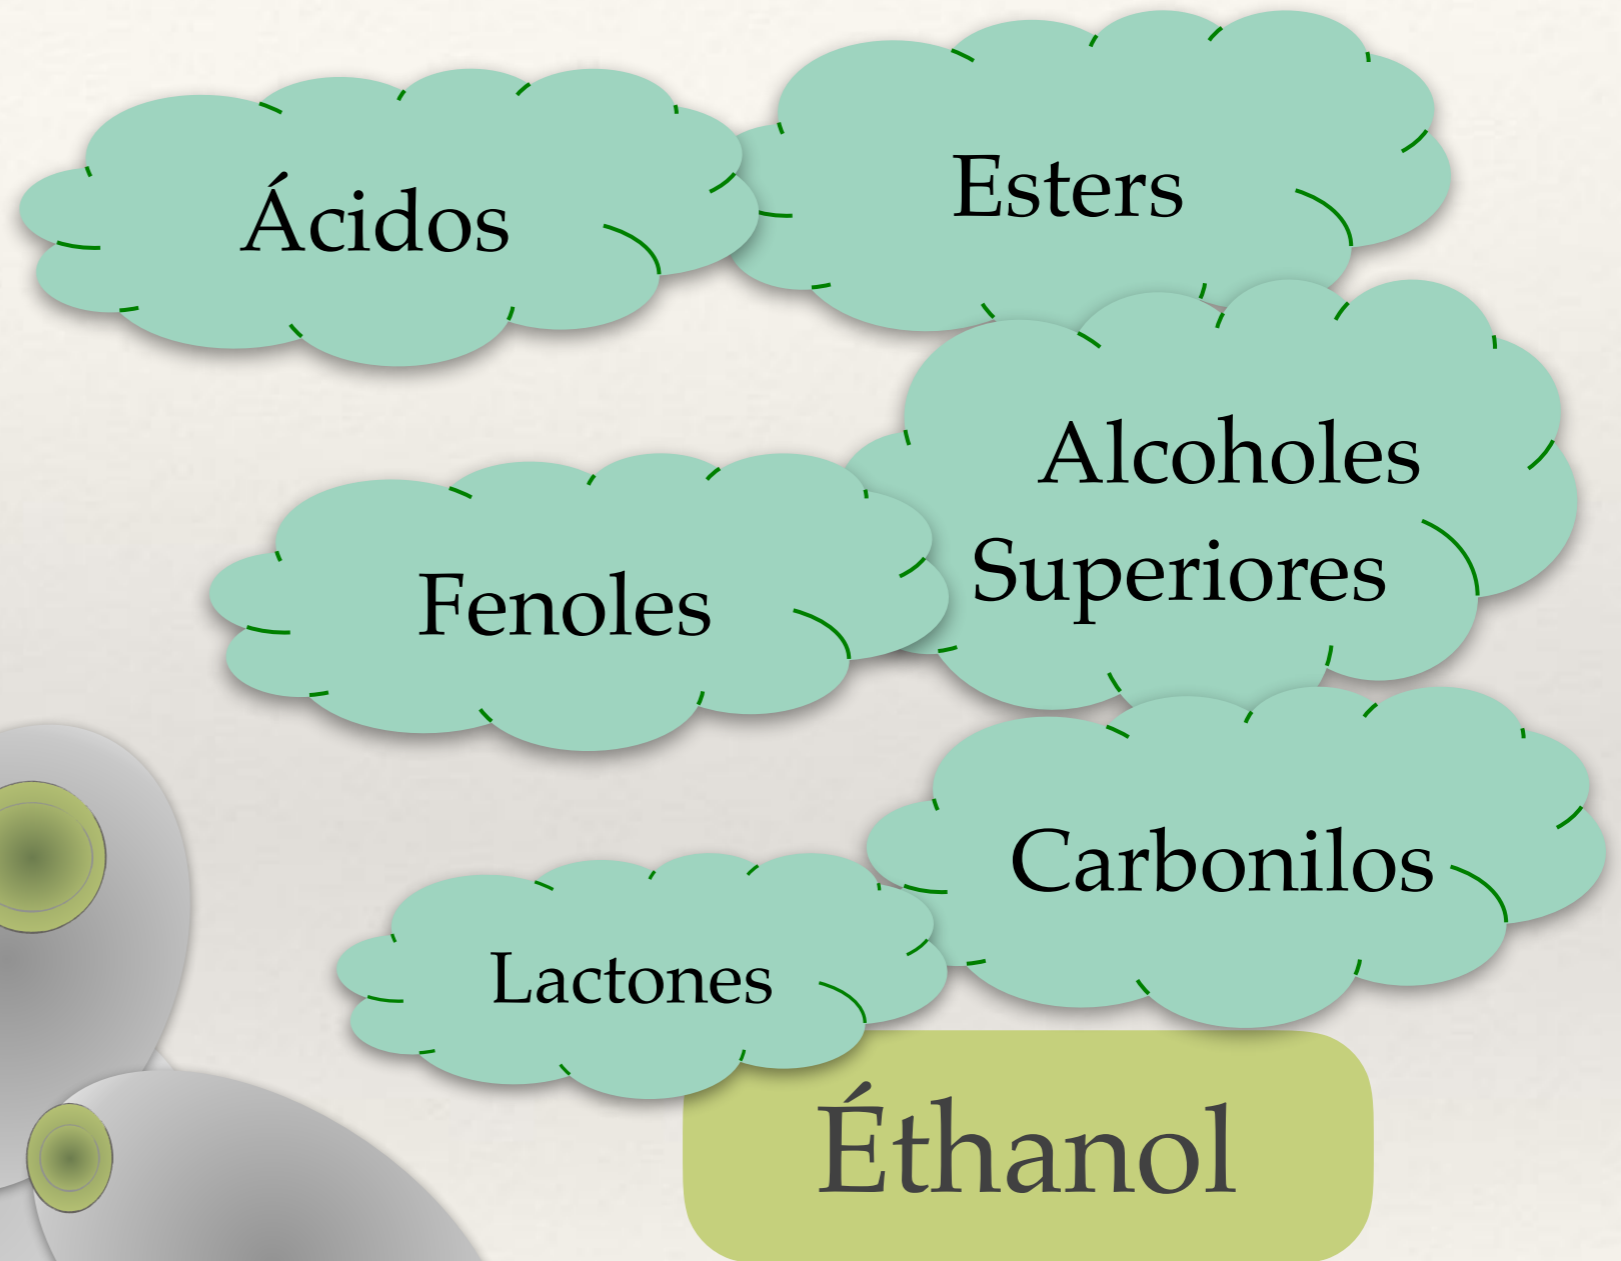 Ácidos
Esters
Alcoholes
Superiores
Fenoles
Carbonilos
Lactones
Éthanol